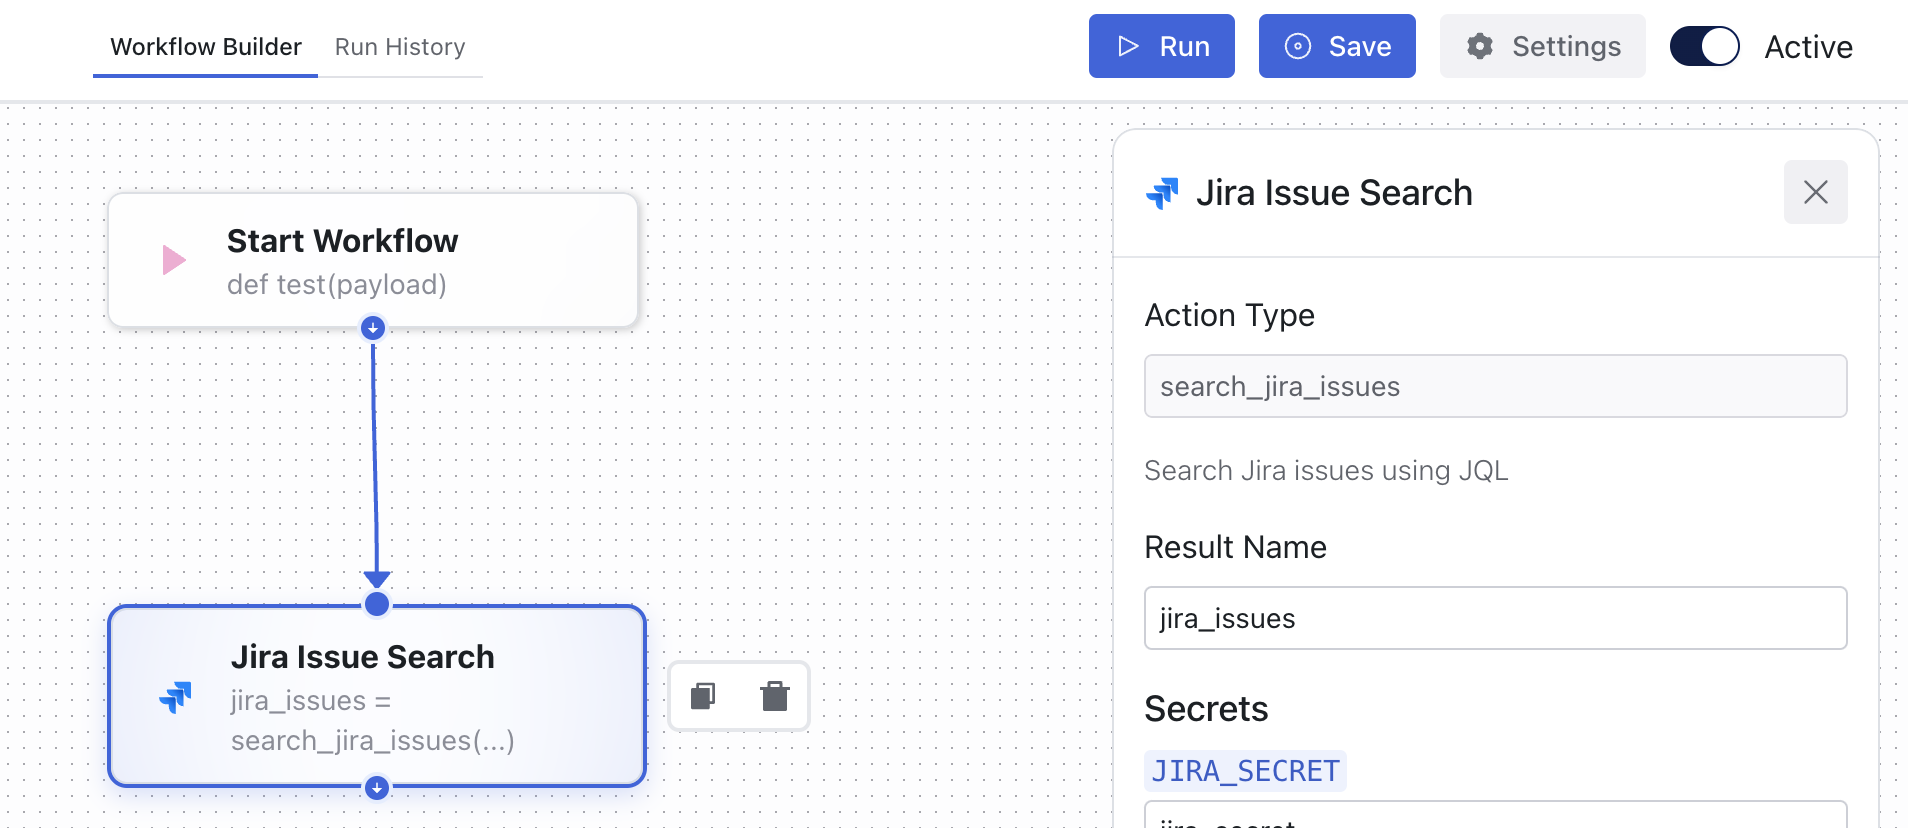 Workflow Builder
Run History
Run
Save
Settings
Active
Start Workflow
def test(payload)
Jira Issue Search
jira_issues =
search_jira_issues(...)
Jira Issue Search
Action Type
search_jira_issues
Search Jira issues using JQL
Result Name
jira_issues
Secrets
JIRA_SECRET
jira_secret